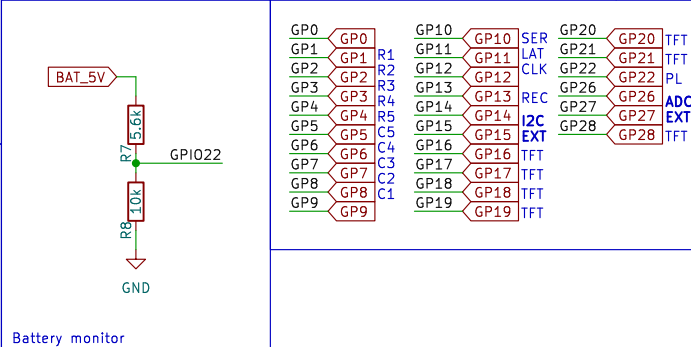 BAT_5V
5.6k
R7
GPIO22
10k
R8
GND
Battery monitor
GP0 GP0
GP1 GP1 R1
GP2 GP2 R2
GP3 GP3 R3
GP4 GP4 R4
GP5 GP5 R5
GP6 GP6 C5
GP7 GP7 C4
GP8 GP8 C3
GP9 GP9 C2
C1
GP10 GP10 SER
GP11 GP11 LAT
GP12 GP12 CLK
GP13 GP13 REC
GP14 GP14 I2C
GP15 GP15 EXT
GP16 GP16 TFT
GP17 GP17 TFT
GP18 GP18 TFT
GP19 GP19 TFT
GP20 GP20 TFT
GP21 GP21 TFT
GP22 GP22 PL
GP26 GP26 ADC
GP27 GP27 EXT
GP28 GP28 TFT